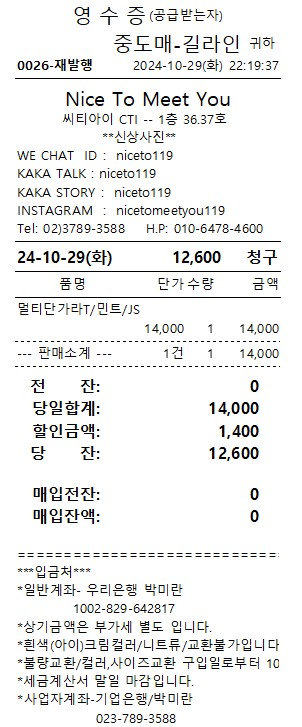 영 수 증 (공급받는자)
중도매-길라인 귀하
0026-재발행 2024-10-29(화) 22:19:37
Nice To Meet You
씨티아이 CTI -- 1층 36.37호
**신상사진**
WE CHAT ID : niceto119
KAKA TALK : niceto119
KAKA STORY : niceto119
INSTAGRAM : nicetomeetyou119
Tel: 02)3789-3588 H.P: 010-6478-4600
24-10-29(화) 12,600 청구
품명 단가 수량 금액
멀티단가라T/민트/JS
14,000 1 14,000
--- 판매소계 --- 1건 1 14,000
전 잔: 0
당일합계: 14,000
할인금액: 1,400
당 잔: 12,600
매입전잔: 0
매입잔액: 0
==============================
***입금처***
*일반계좌- 우리은행 박미란
1002-829-642817
*상기금액은 부가세 별도 입니다.
*흰색(아이)크림컬러/니트류/교환불가입니다
*불량교환/컬러,사이즈교환 구입일로부터 10
*세금계산서 말일 마감입니다.
*사업자계좌-기업은행/박미란
023-789-3588